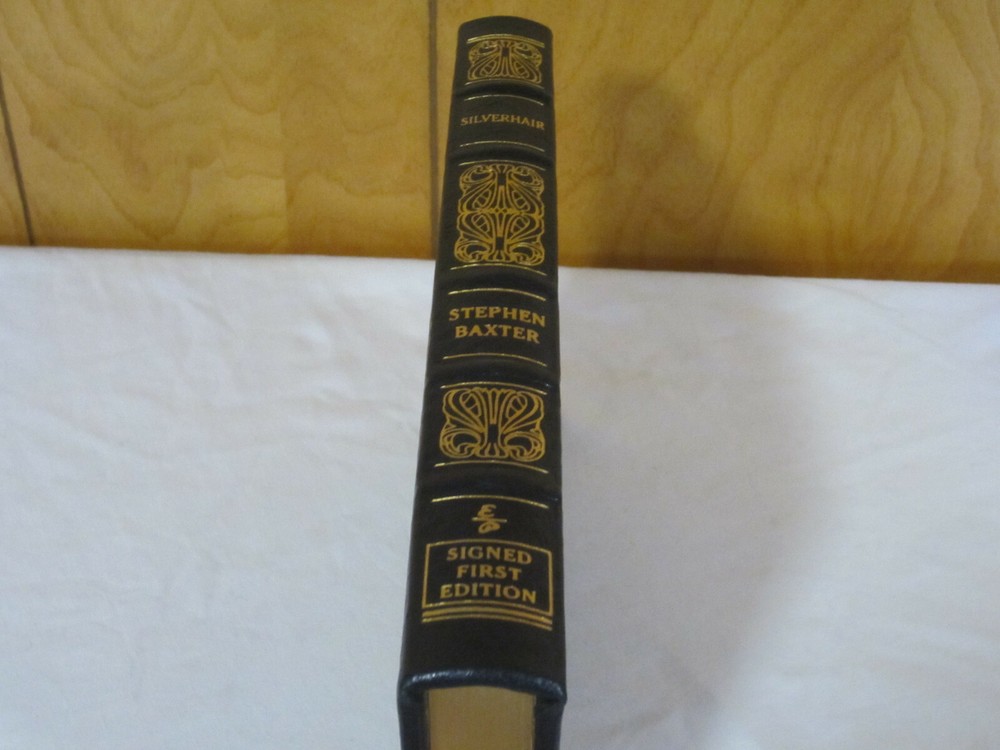 SILVERHAIR
STEPHEN
BAXTER
E
P
SIGNED
FIRST
EDITION